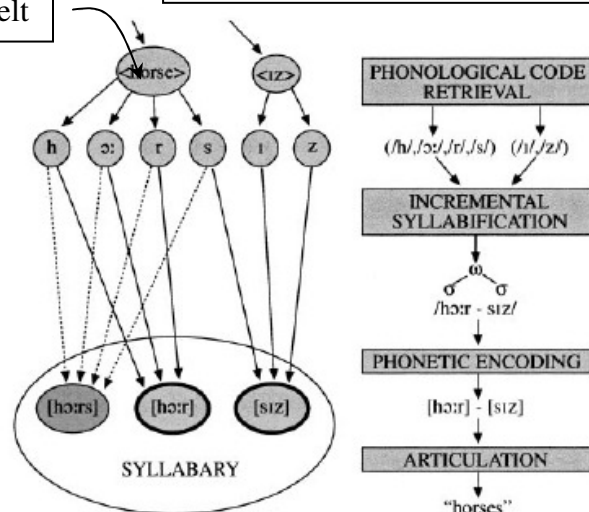 elt
<horse>
<ɪz>
h
ɔː
r
s
ɪ
z
[hɔːrs]
[hɔːr]
[sɪz]
SYLLABARY
PHONOLOGICAL CODE
RETRIEVAL
(/h/,/ɔː/,/r/,/s/) (/ɪ/,/z/)
INCREMENTAL
SYLLABIFICATION
ω
σ σ
/hɔːr - sɪz/
PHONETIC ENCODING
[hɔːr] - [sɪz]
ARTICULATION
“horses”